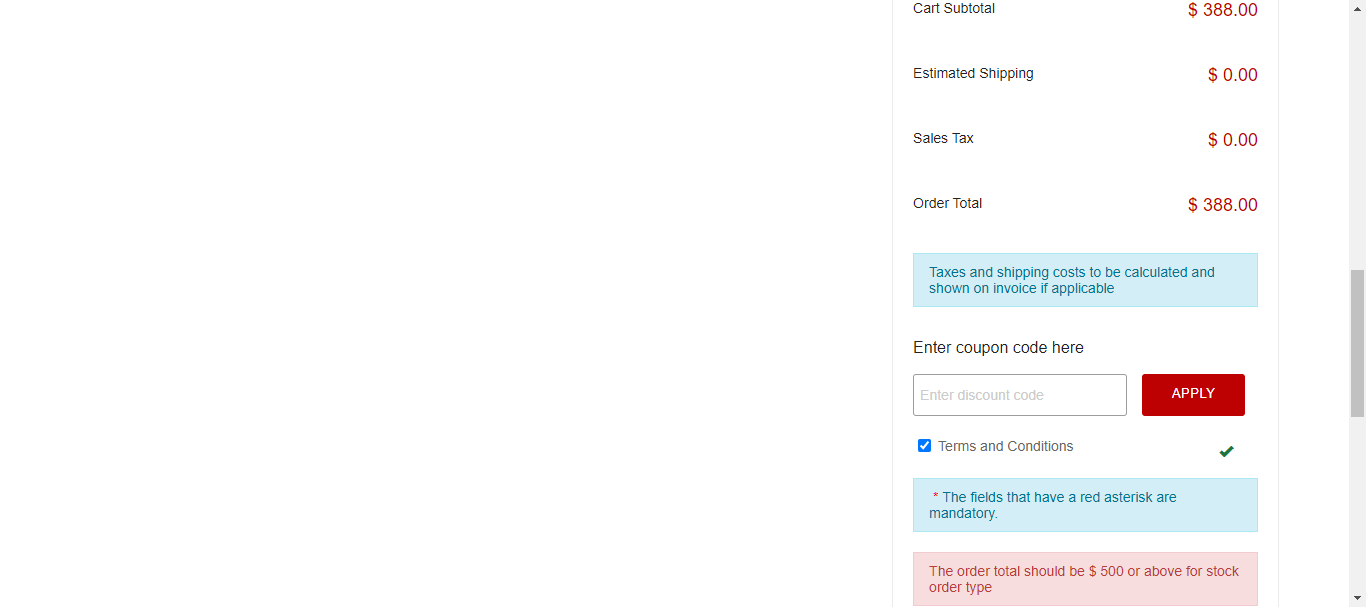 Cart Subtotal $ 388.00
Estimated Shipping $ 0.00
Sales Tax $ 0.00
Order Total $ 388.00
Taxes and shipping costs to be calculated and
shown on invoice if applicable
Enter coupon code here
Enter discount code APPLY
Terms and Conditions
* The fields that have a red asterisk are
mandatory.
The order total should be $ 500 or above for stock
order type